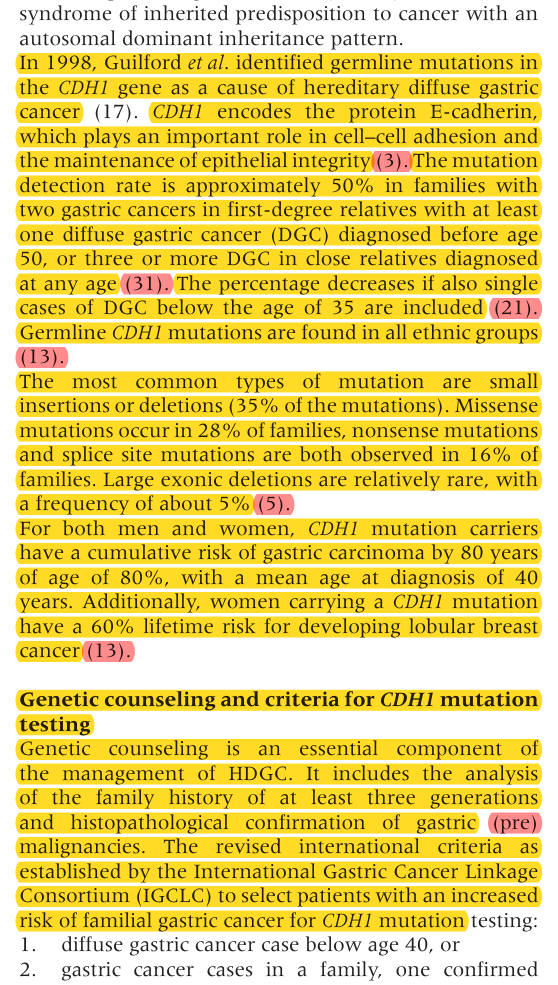 syndrome of inherited predisposition to cancer with an
autosomal dominant inheritance pattern.
In 1998, Guilford et al. identified germline mutations in
the CDH1 gene as a cause of hereditary diffuse gastric
cancer (17). CDH1 encodes the protein E-cadherin,
which plays an important role in cell–cell adhesion and
the maintenance of epithelial integrity (3). The mutation
detection rate is approximately 50% in families with
two gastric cancers in first-degree relatives with at least
one diffuse gastric cancer (DGC) diagnosed before age
50, or three or more DGC in close relatives diagnosed
at any age (31). The percentage decreases if also single
cases of DGC below the age of 35 are included (21).
Germline CDH1 mutations are found in all ethnic groups
(13).
The most common types of mutation are small
insertions or deletions (35% of the mutations). Missense
mutations occur in 28% of families, nonsense mutations
and splice site mutations are both observed in 16% of
families. Large exonic deletions are relatively rare, with
a frequency of about 5% (5).
For both men and women, CDH1 mutation carriers
have a cumulative risk of gastric carcinoma by 80 years
of age of 80%, with a mean age at diagnosis of 40
years. Additionally, women carrying a CDH1 mutation
have a 60% lifetime risk for developing lobular breast
cancer (13).
Genetic counseling and criteria for CDH1 mutation
testing
Genetic counseling is an essential component of
the management of HDGC. It includes the analysis
of the family history of at least three generations
and histopathological confirmation of gastric (pre)
malignancies. The revised international criteria as
established by the International Gastric Cancer Linkage
Consortium (IGCLC) to select patients with an increased
risk of familial gastric cancer for CDH1 mutation testing:
1. diffuse gastric cancer case below age 40, or
2. gastric cancer cases in a family, one confirmed